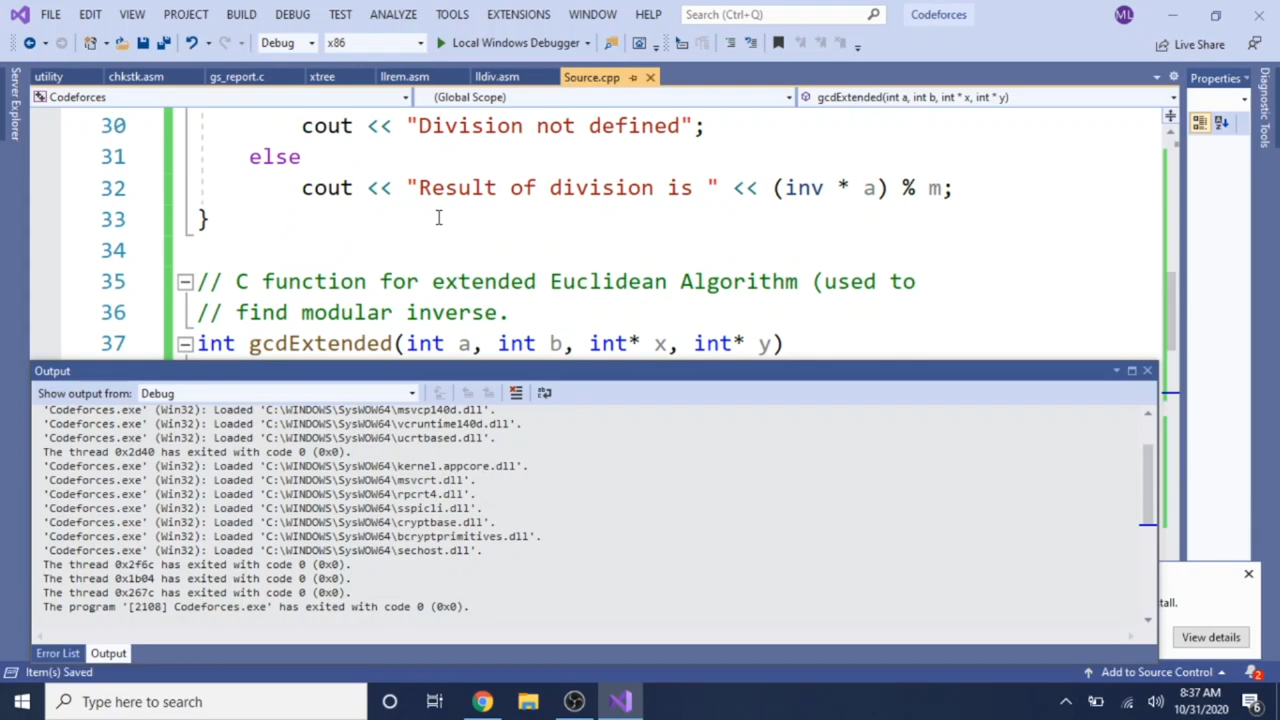 FILE EDIT VIEW PROJECT BUILD DEBUG TEST ANALYZE TOOLS EXTENSIONS WINDOW HELP Search (Ctrl+Q) Codeforces ML
Debug x86 Local Windows Debugger Live Share
utility chkstk.asm gs_report.c xtree llrem.asm lldiv.asm Source.cpp Properties
Codeforces (Global Scope) gcdExtended(int a, int b, int * x, int * y)
Server Explorer
Diagnostic Tools
30 cout << "Division not defined";
31 else
32 cout << "Result of division is " << (inv * a) % m;
33 }
34
35 // C function for extended Euclidean Algorithm (used to
36 // find modular inverse.
37 int gcdExtended(int a, int b, int* x, int* y)
Output
Show output from: Debug
'Codeforces.exe' (Win32): Loaded 'C:\WINDOWS\SysWOW64\msvcp140d.dll'.
'Codeforces.exe' (Win32): Loaded 'C:\WINDOWS\SysWOW64\vcruntime140d.dll'.
'Codeforces.exe' (Win32): Loaded 'C:\WINDOWS\SysWOW64\ucrtbased.dll'.
The thread 0x2d40 has exited with code 0 (0x0).
'Codeforces.exe' (Win32): Loaded 'C:\WINDOWS\SysWOW64\kernel.appcore.dll'.
'Codeforces.exe' (Win32): Loaded 'C:\WINDOWS\SysWOW64\msvcrt.dll'.
'Codeforces.exe' (Win32): Loaded 'C:\WINDOWS\SysWOW64\rpcrt4.dll'.
'Codeforces.exe' (Win32): Loaded 'C:\WINDOWS\SysWOW64\sspicli.dll'.
'Codeforces.exe' (Win32): Loaded 'C:\WINDOWS\SysWOW64\cryptbase.dll'.
'Codeforces.exe' (Win32): Loaded 'C:\WINDOWS\SysWOW64\bcryptprimitives.dll'.
'Codeforces.exe' (Win32): Loaded 'C:\WINDOWS\SysWOW64\sechost.dll'.
The thread 0x2f6c has exited with code 0 (0x0).
The thread 0x1b04 has exited with code 0 (0x0).
The thread 0x267c has exited with code 0 (0x0).
The program '[2108] Codeforces.exe' has exited with code 0 (0x0).
tall.
View details
Error List Output
Item(s) Saved Add to Source Control 2
Type here to search 8:37 AM
10/31/2020 6